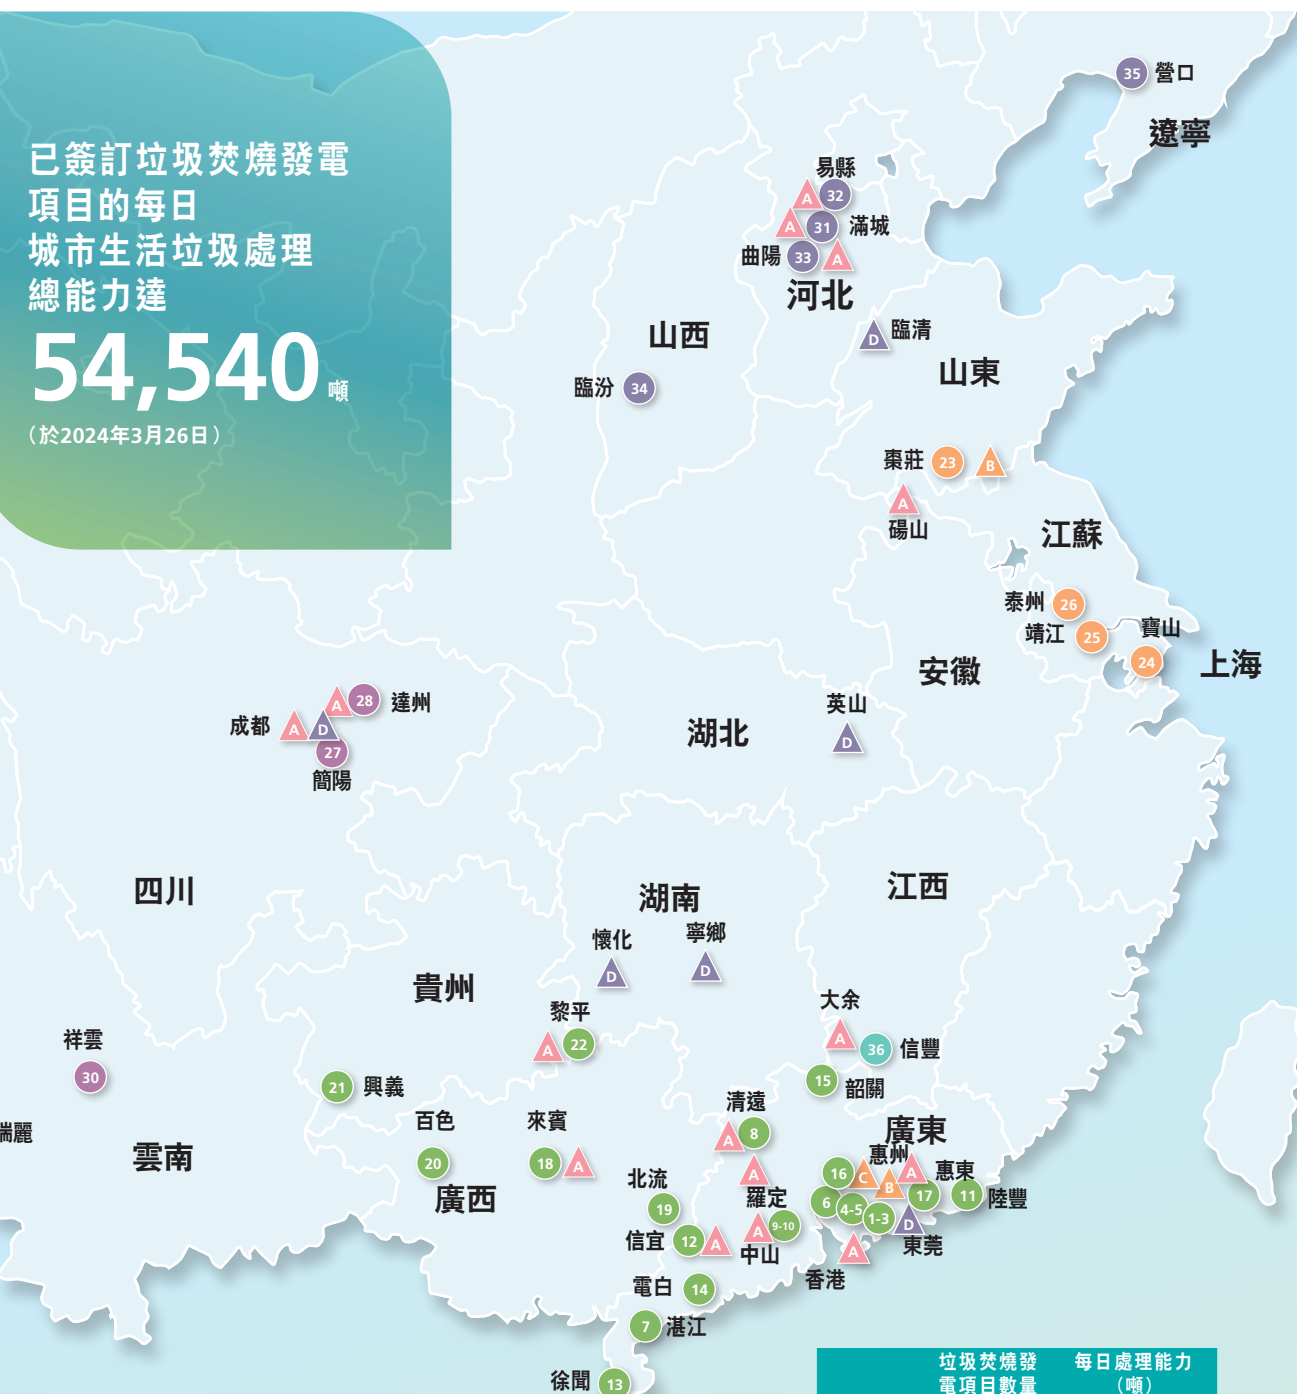 已簽訂垃圾焚燒發電
項目的每日
城市生活垃圾處理
總能力達
54,540 噸
（於2024年3月26日）
35 營口
遼寧
易縣
A 32
A 31 滿城
曲陽 33 A
河北
山西
D 臨清
山東
臨汾 34
棗莊 23 B
A
碭山
江蘇
泰州 26
靖江 25
寶山
24
上海
安徽
英山
D
湖北
A 28 達州
成都 A D
27
簡陽
四川
湖南
江西
懷化
D
寧鄉
D
貴州
黎平
A 22
大余
A 36 信豐
祥雲
30
21 興義
15 韶關
瑞麗
雲南
百色
20
來賓
18 A
廣西
清遠
A 8
A
羅定
A 9-10
中山
廣東
惠州
16 C B A 惠東
6 4-5 1-3 17 11 陸豐
D
東莞
A
香港
北流
19
信宜 12 A
電白 14
7 湛江
徐聞 13
垃圾焚燒發
電項目數量
每日處理能力
（噸）